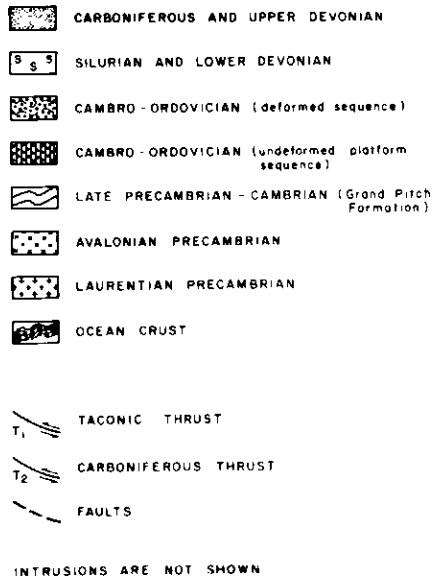 CARBONIFEROUS AND UPPER DEVONIAN
S S S SILURIAN AND LOWER DEVONIAN
CAMBRO-ORDOVICIAN (deformed sequence)
CAMBRO-ORDOVICIAN (undeformed platform
sequence)
LATE PRECAMBRIAN-CAMBRIAN (Grand Pitch
Formation)
AVALONIAN PRECAMBRIAN
LAURENTIAN PRECAMBRIAN
OCEAN CRUST
T1 TACONIC THRUST
T2 CARBONIFEROUS THRUST
FAULTS
INTRUSIONS ARE NOT SHOWN